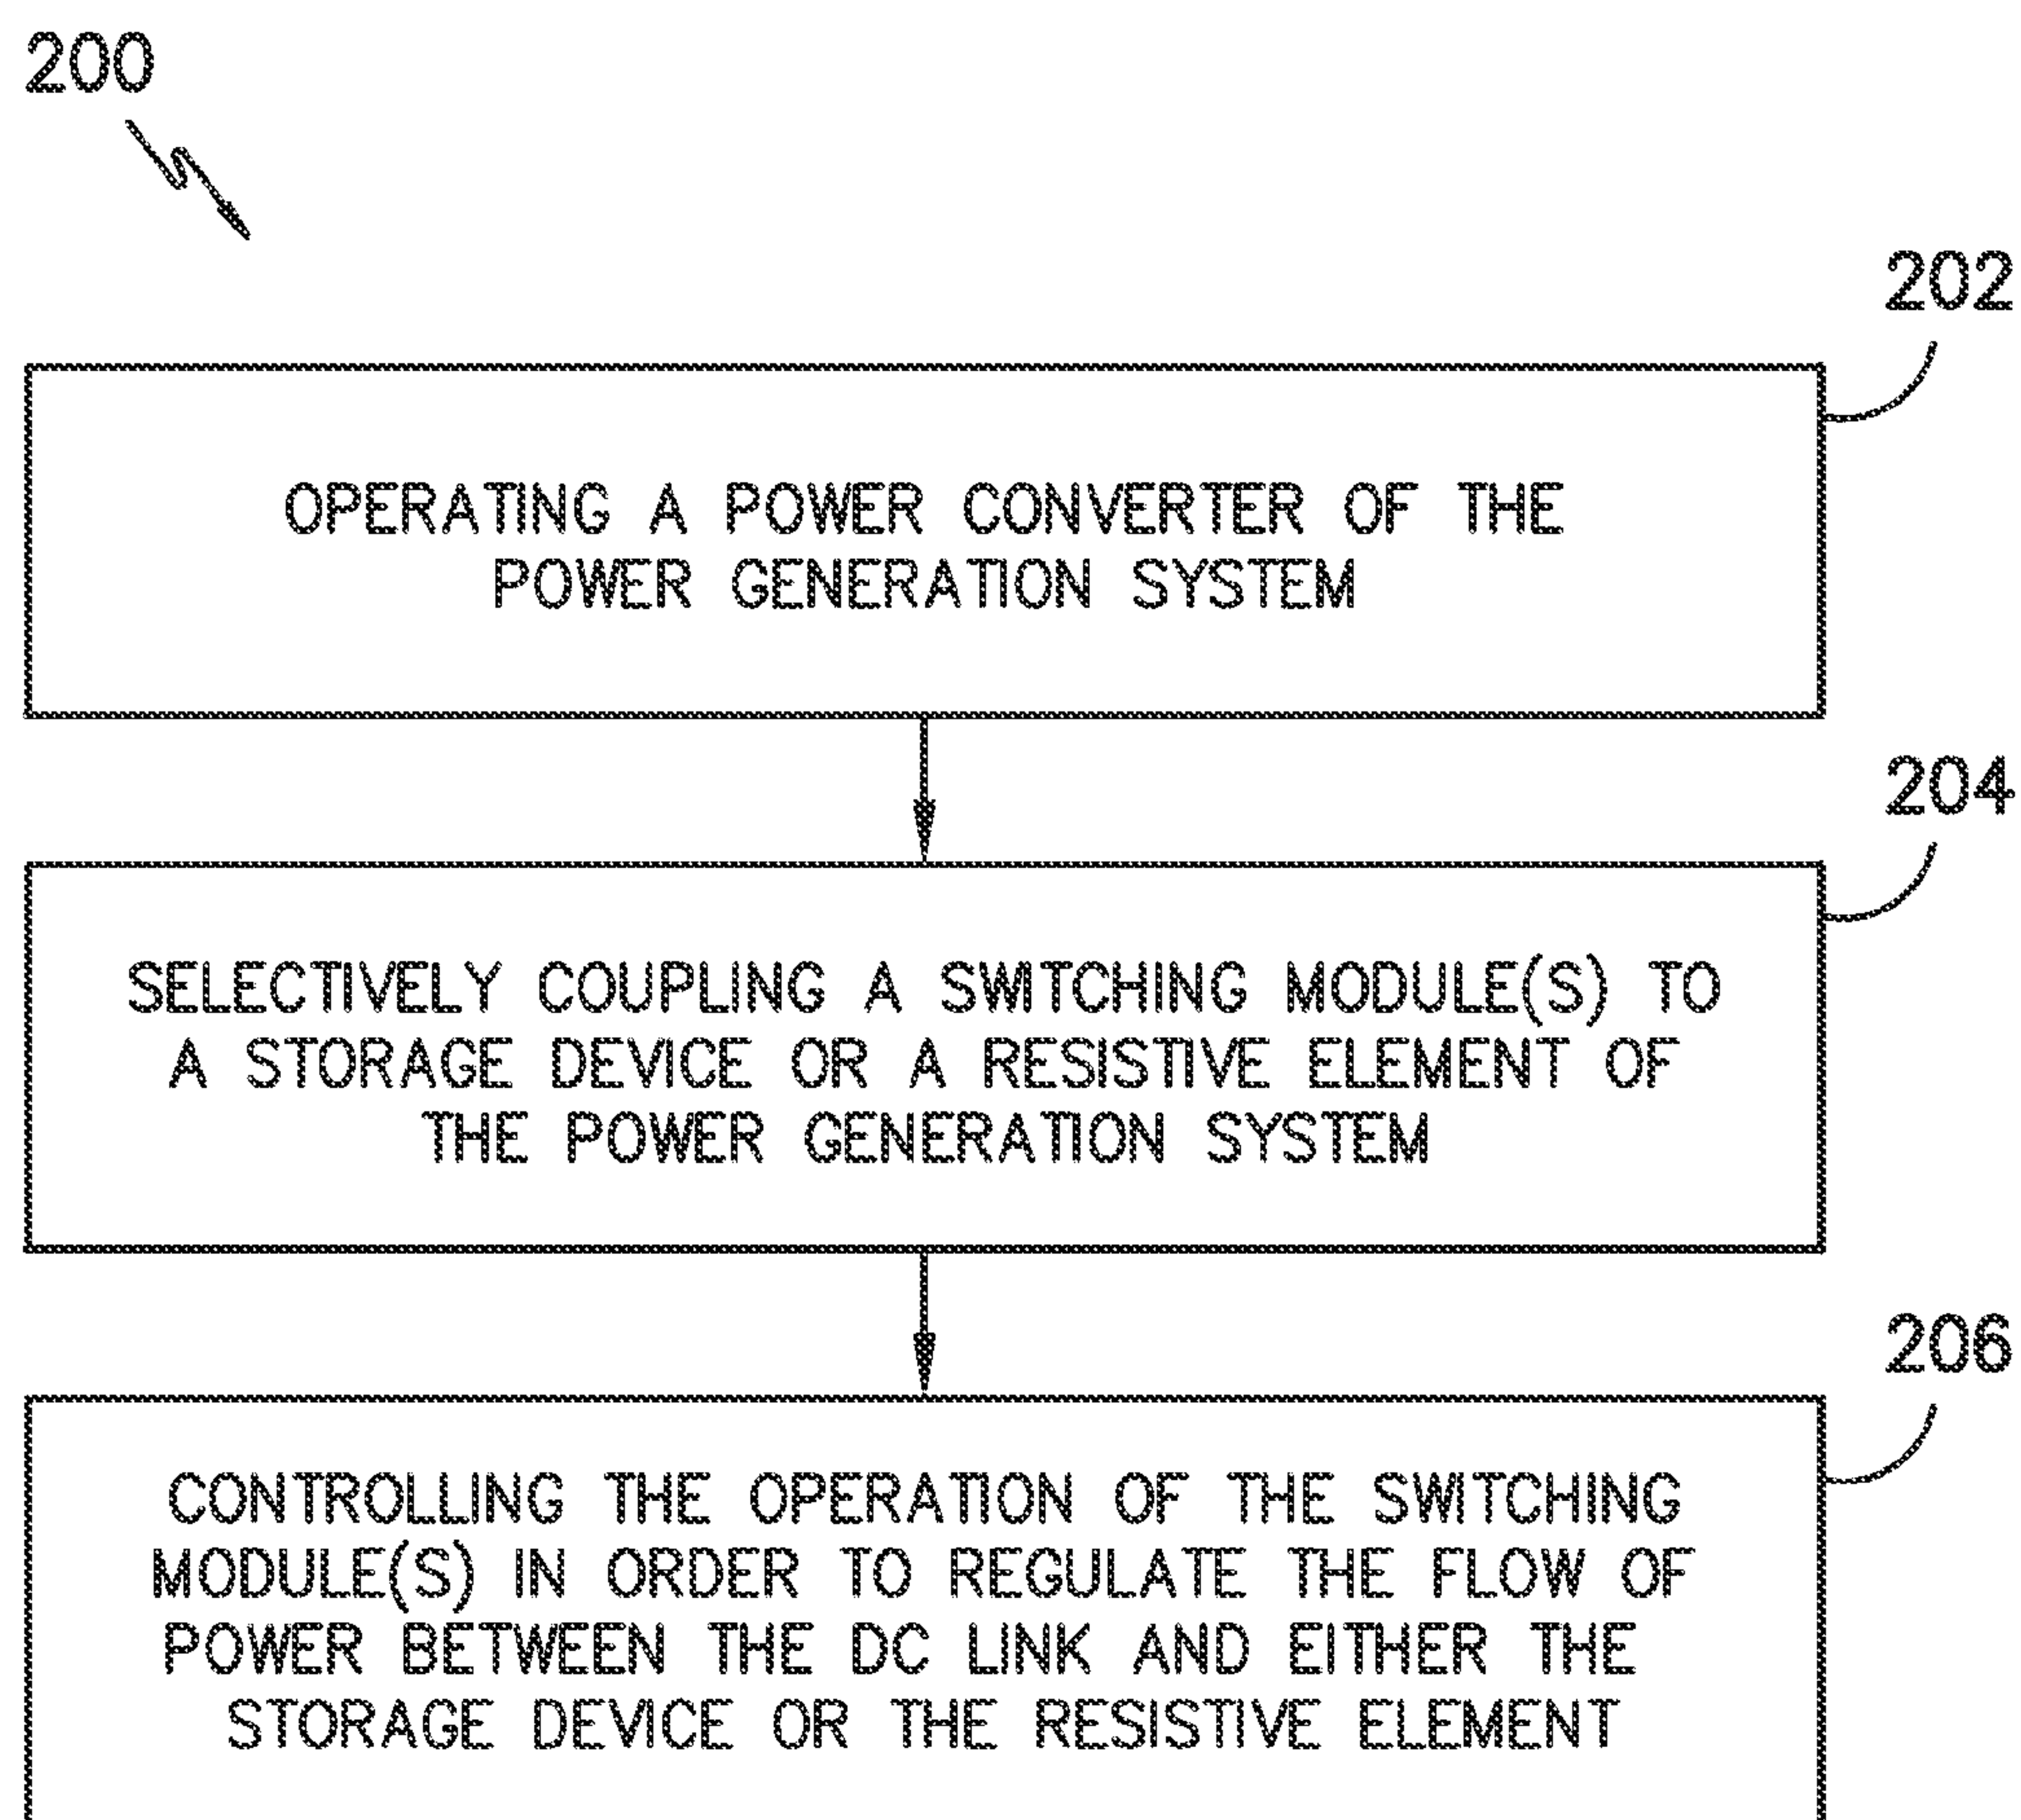 200
202
OPERATING A POWER CONVERTER OF THE
POWER GENERATION SYSTEM
204
SELECTIVELY COUPLING A SWITCHING MODULE(S) TO
A STORAGE DEVICE OR A RESISTIVE ELEMENT OF
THE POWER GENERATION SYSTEM
206
CONTROLLING THE OPERATION OF THE SWITCHING
MODULE(S) IN ORDER TO REGULATE THE FLOW OF
POWER BETWEEN THE DC LINK AND EITHER THE
STORAGE DEVICE OR THE RESISTIVE ELEMENT